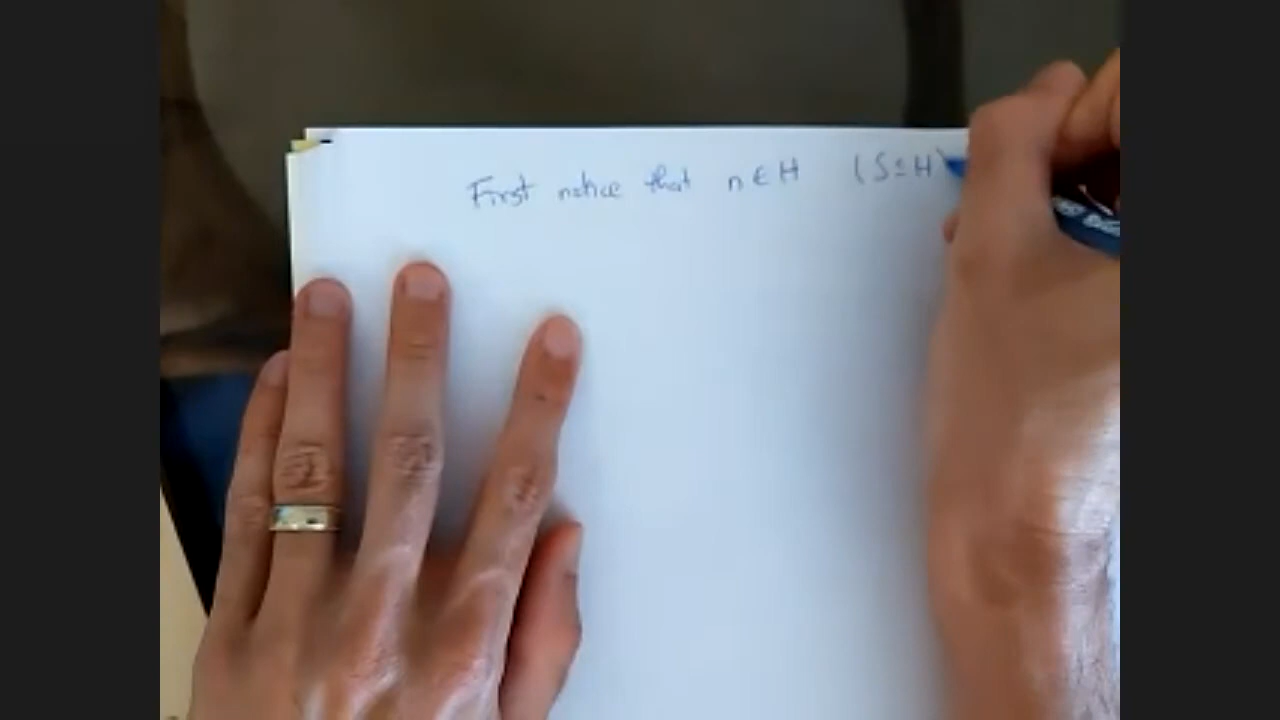 First notice that n ∈ H (S ⊆ H)